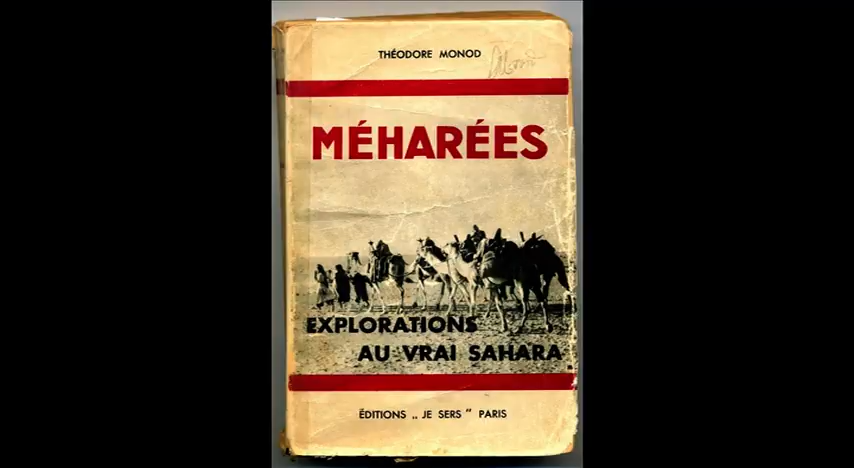 THÉODORE MONOD
MÉHARÉES
EXPLORATIONS
AU VRAI SAHARA
ÉDITIONS „ JE SERS " PARIS